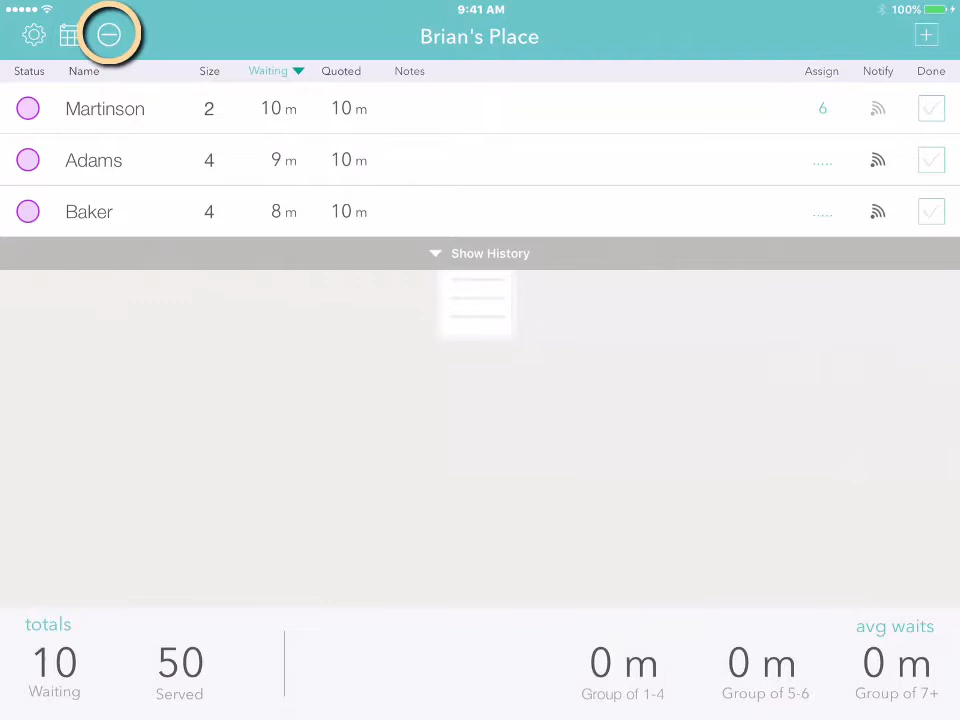 9:41 AM 100%
Brian's Place
Status Name Size Waiting Quoted Notes Assign Notify Done
Martinson 2 10 m 10 m 6
Adams 4 9 m 10 m .....
Baker 4 8 m 10 m .....
Show History
totals avg waits
10 50 0 m 0 m 0 m
Waiting Served Group of 1-4 Group of 5-6 Group of 7+